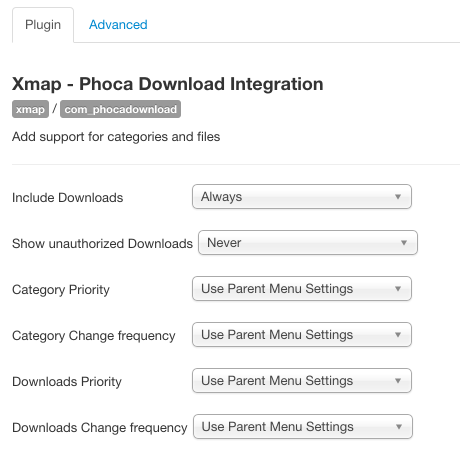 Plugin Advanced
Xmap - Phoca Download Integration
xmap / com_phocadownload
Add support for categories and files
Include Downloads Always
Show unauthorized Downloads Never
Category Priority Use Parent Menu Settings
Category Change frequency Use Parent Menu Settings
Downloads Priority Use Parent Menu Settings
Downloads Change frequency Use Parent Menu Settings